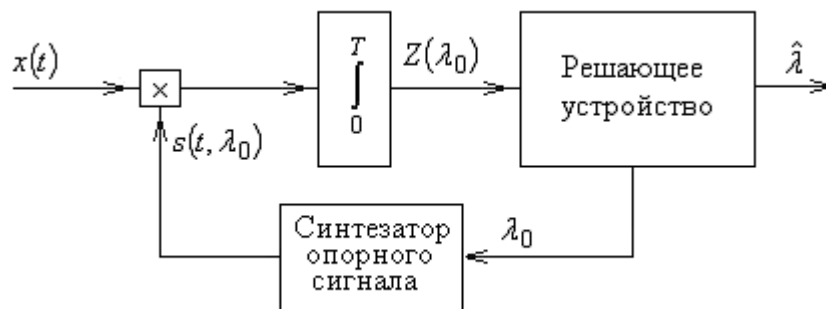 x(t)
×
s(t, λ₀)
T
∫
0
Z(λ₀)
Решающее
устройство
λ̂
Синтезатор
опорного
сигнала
λ₀